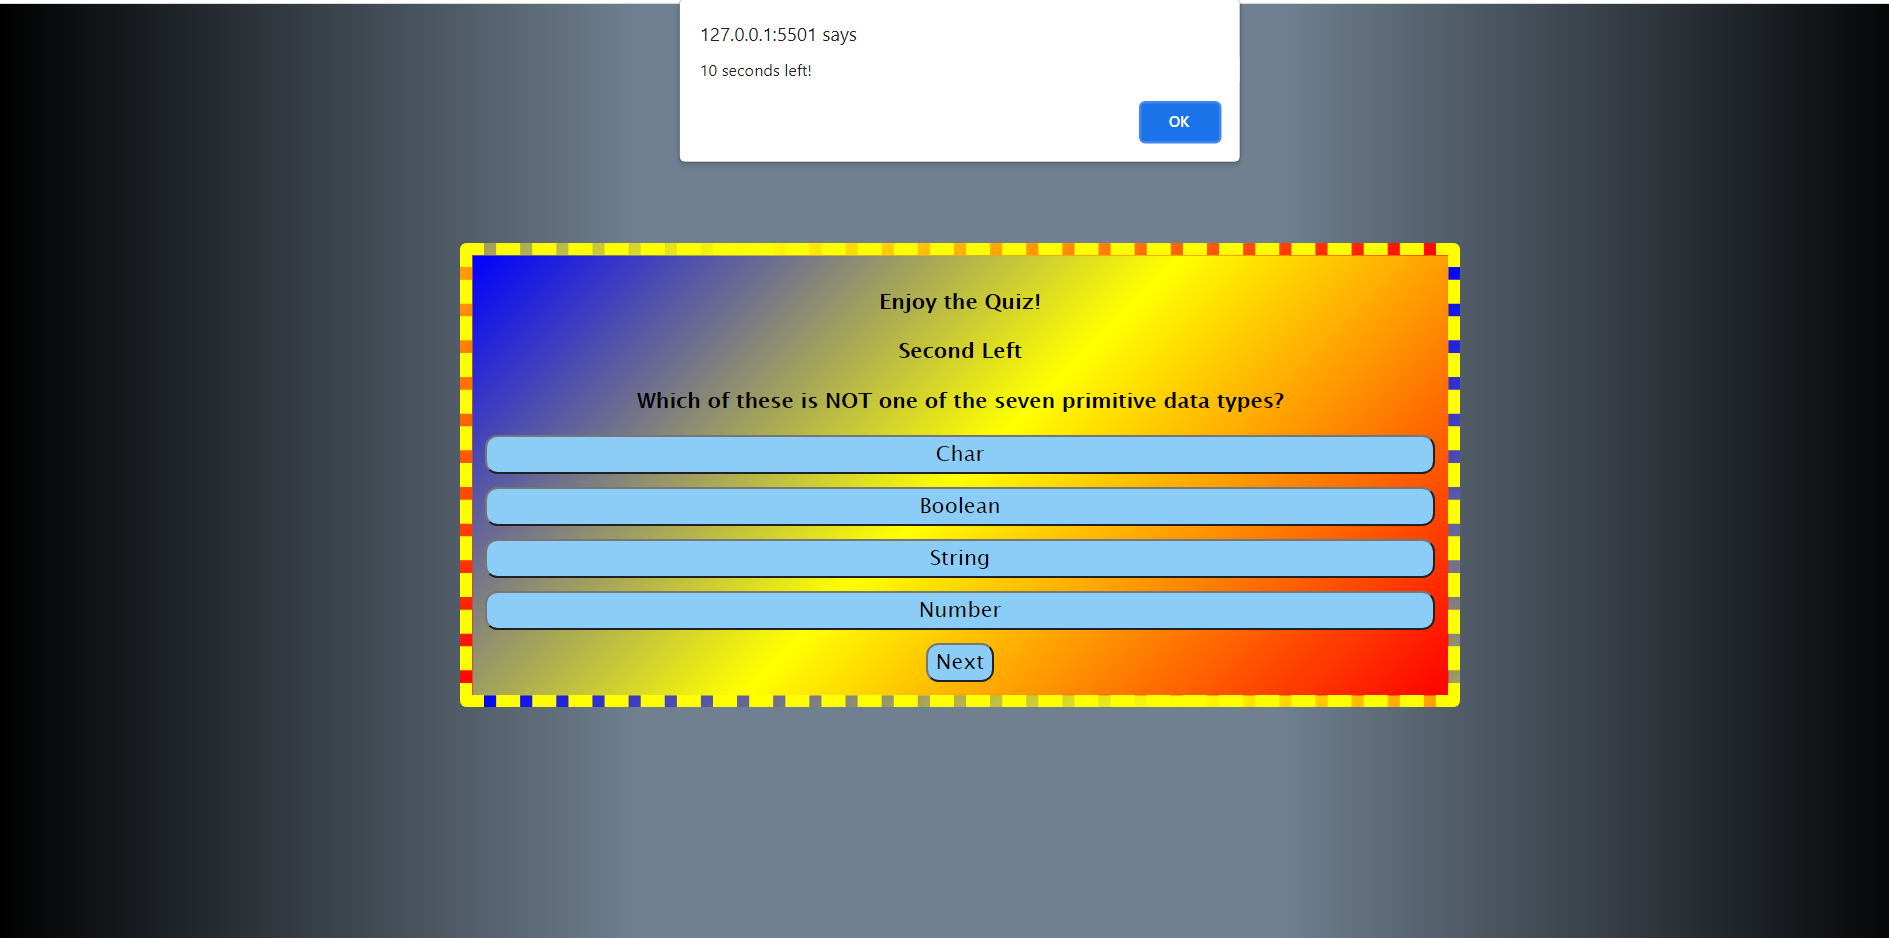 127.0.0.1:5501 says
10 seconds left!
OK
Enjoy the Quiz!
Second Left
Which of these is NOT one of the seven primitive data types?
Char
Boolean
String
Number
Next